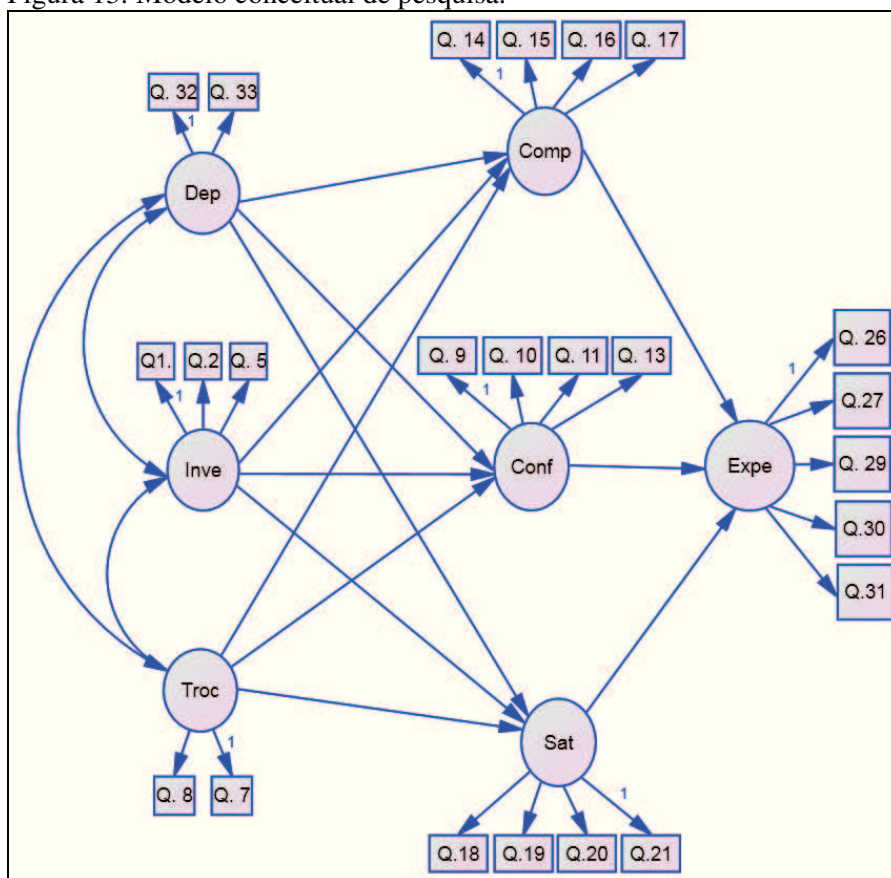 Figura 13: Modelo conceitual de pesquisa.
Q. 14 Q. 15 Q. 16 Q. 17
1
Q. 32 Q. 33
1
Comp
Dep
Q1. Q.2 Q. 5
1
Q. 9 Q. 10 Q. 11 Q. 13
1
Q. 26
1
Q.27
Inve
Conf
Expe
Q. 29
Q. 30
Q.31
Troc
1
Q. 8 Q. 7
Sat
1
Q.18 Q.19 Q.20 Q.21